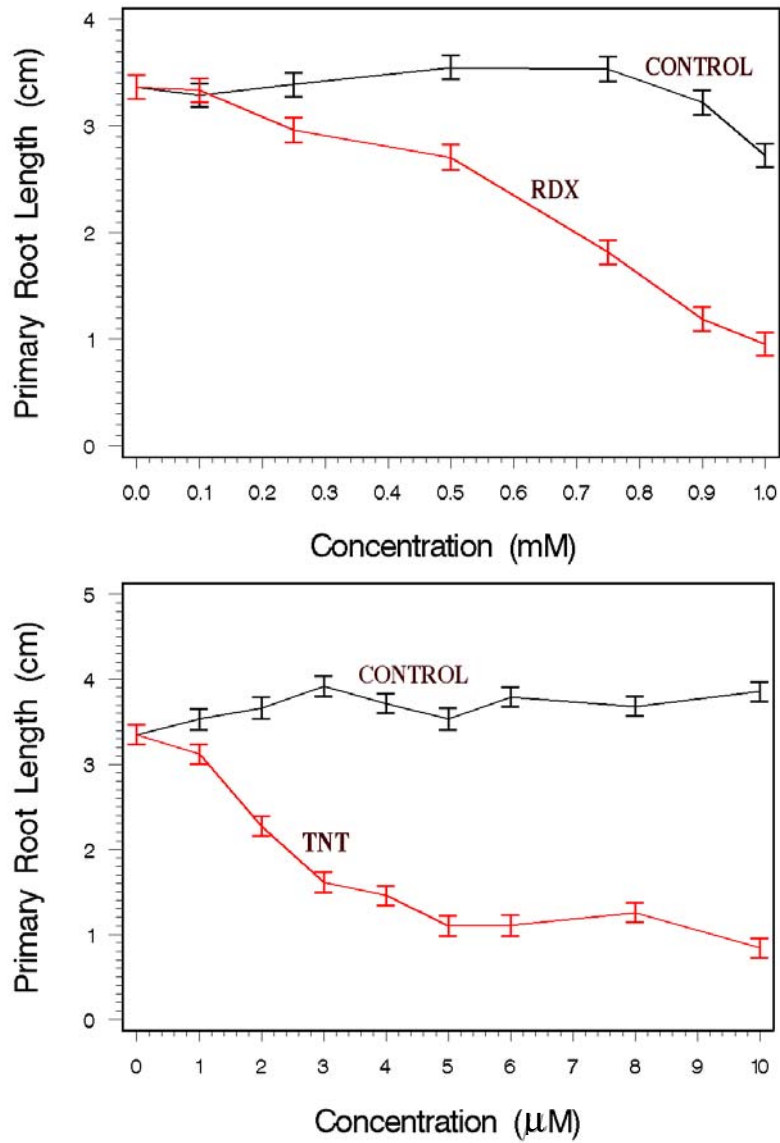 4
CONTROL
3
RDX
2
1
0
Primary Root Length (cm)
0.0 0.1 0.2 0.3 0.4 0.5 0.6 0.7 0.8 0.9 1.0
Concentration (mM)
5
4
CONTROL
3
TNT
2
1
0
Primary Root Length (cm)
0 1 2 3 4 5 6 7 8 9 10
Concentration (μM)